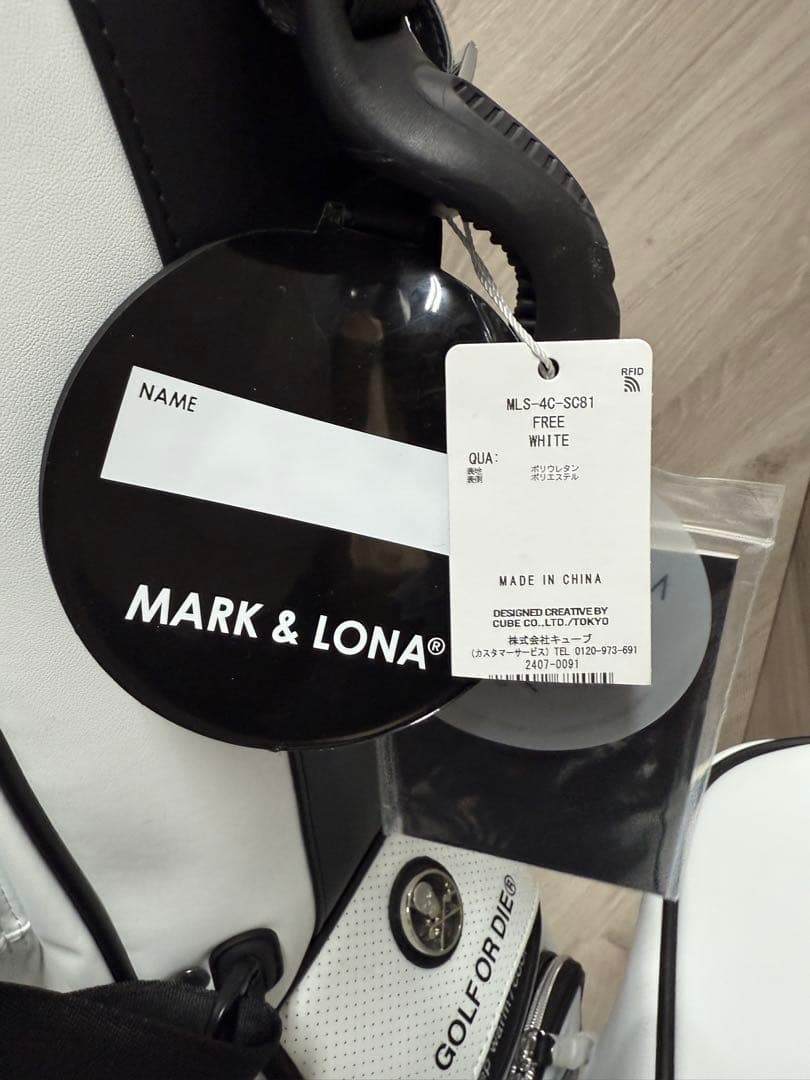 NAME
MARK & LONA®
RFID
MLS-4C-SC81
FREE
WHITE
QUA:
表地 ポリウレタン
表側 ポリエステル
MADE IN CHINA
DESIGNED CREATIVE BY
CUBE CO.,LTD./TOKYO
株式会社キューブ
(カスタマーサービス) TEL 0120-973-691
2407-0091
GOLF OR DIE®